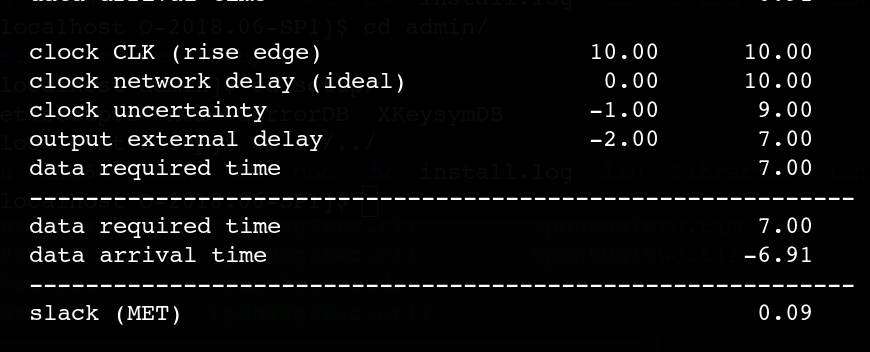 clock CLK (rise edge) 10.00 10.00
clock network delay (ideal) 0.00 10.00
clock uncertainty -1.00 9.00
output external delay -2.00 7.00
data required time 7.00
------------------------------------------------------------
data required time 7.00
data arrival time -6.91
------------------------------------------------------------
slack (MET) 0.09